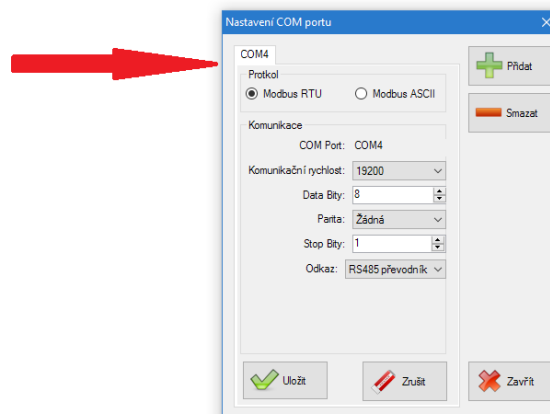 Nastavení COM portu
COM4
Přidat
Protkol
Modbus RTU
Modbus ASCII
Smazat
Komunikace
COM Port: COM4
Komunikační rychlost: 19200
Data Bity: 8
Parita: Žádná
Stop Bity: 1
Odkaz: RS485 převodník
Uložit
Zrušit
Zavřít